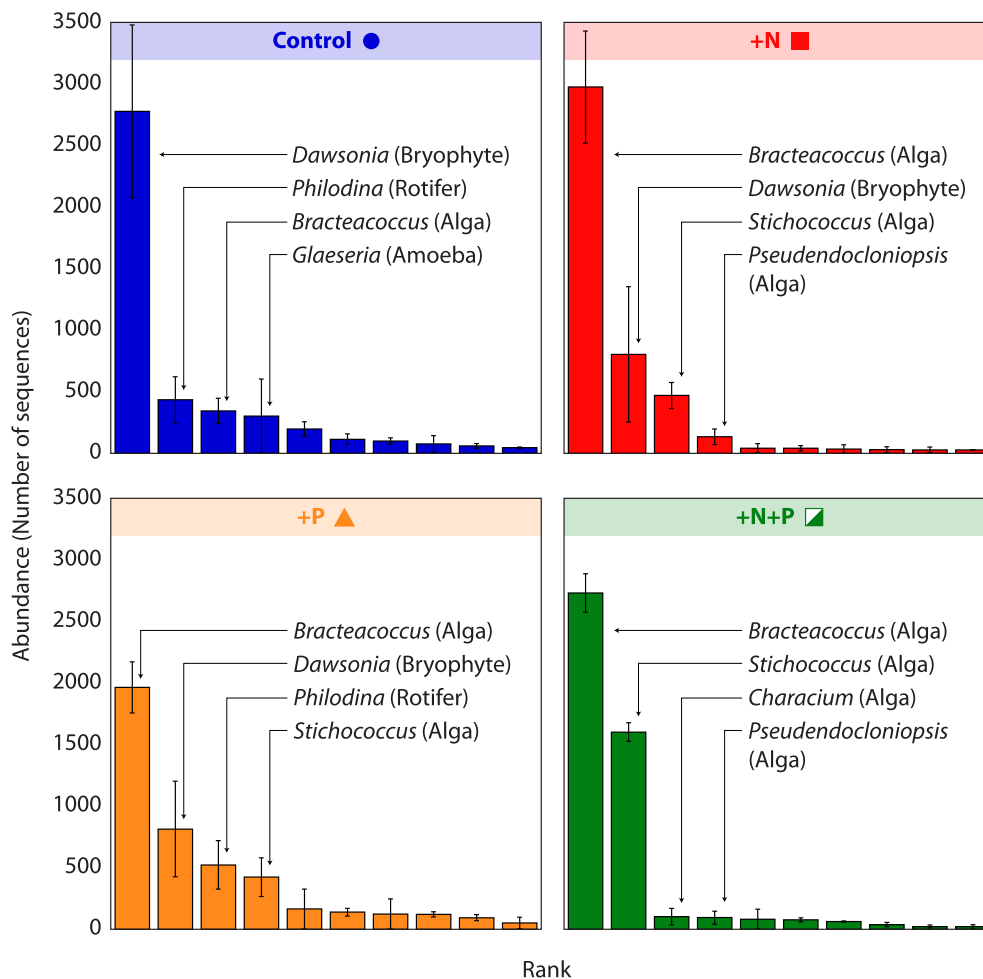 Control
+N
3500
3000
2500
2000
1500
1000
500
0
Dawsonia (Bryophyte)
Philodina (Rotifer)
Bracteacoccus (Alga)
Glaeseria (Amoeba)
Bracteacoccus (Alga)
Dawsonia (Bryophyte)
Stichococcus (Alga)
Pseudendocloniopsis
(Alga)
Abundance (Number of sequences)
+P
+N+P
3500
3000
2500
2000
1500
1000
500
0
Bracteacoccus (Alga)
Dawsonia (Bryophyte)
Philodina (Rotifer)
Stichococcus (Alga)
Bracteacoccus (Alga)
Stichococcus (Alga)
Characium (Alga)
Pseudendocloniopsis
(Alga)
Rank